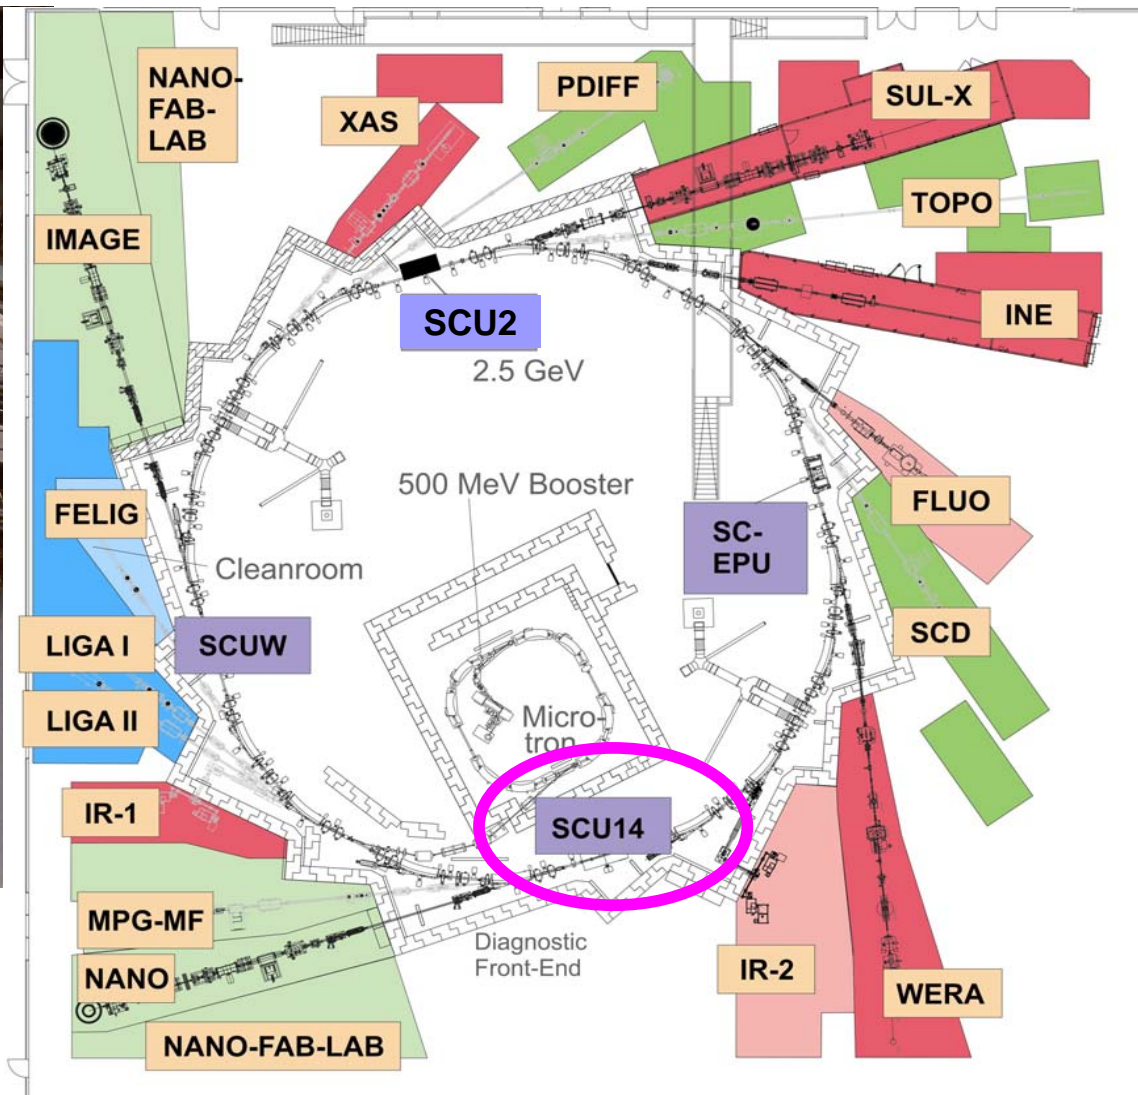 NANO-
FAB-
LAB
XAS
PDIFF
SUL-X
IMAGE
TOPO
SCU2
INE
2.5 GeV
500 MeV Booster
FELIG
FLUO
SC-
EPU
Cleanroom
LIGA I
SCUW
SCD
LIGA II
Micro-
tron
IR-1
SCU14
MPG-MF
Diagnostic
Front-End
NANO
IR-2
WERA
NANO-FAB-LAB